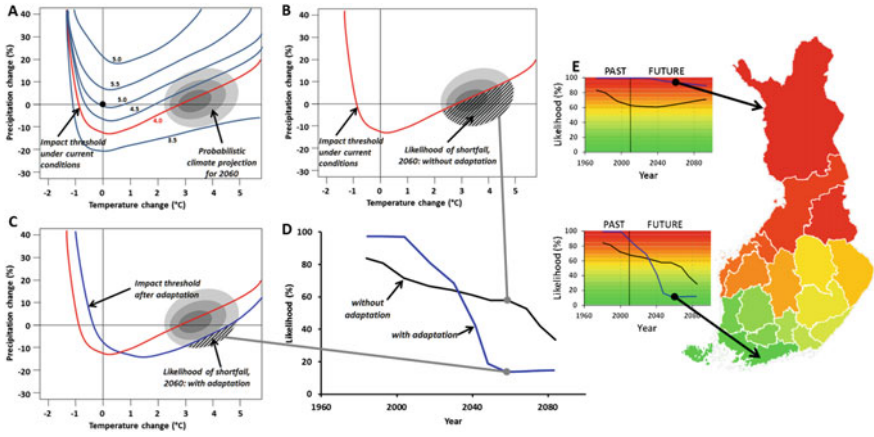 A
Precipitation change (%)
40
30
20
10
0
-10
-20
-30
5.0
5.5
5.0
4.5
4.0
3.5
Impact threshold
under current
conditions
Probabilistic
climate projection
for 2060
-2 -1 0 1 2 3 4 5
Temperature change (°C)
B
Precipitation change (%)
40
30
20
10
0
-10
-20
-30
Impact threshold
under current
conditions
Likelihood of shortfall,
2060: without adaptation
-2 -1 0 1 2 3 4 5
Temperature change (°C)
C
Precipitation change (%)
40
30
20
10
0
-10
-20
-30
Impact threshold
after adaptation
Likelihood of shortfall,
2060: with adaptation
-2 -1 0 1 2 3 4 5
Temperature change (°C)
D
Likelihood (%)
100
80
60
40
20
0
without
adaptation
with adaptation
1960 2000 2040 2080
Year
E
PAST FUTURE
Likelihood (%)
100
80
60
40
20
0
1960 2000 2040 2080
Year
PAST FUTURE
Likelihood (%)
100
80
60
40
20
0
1960 2000 2040 2080
Year